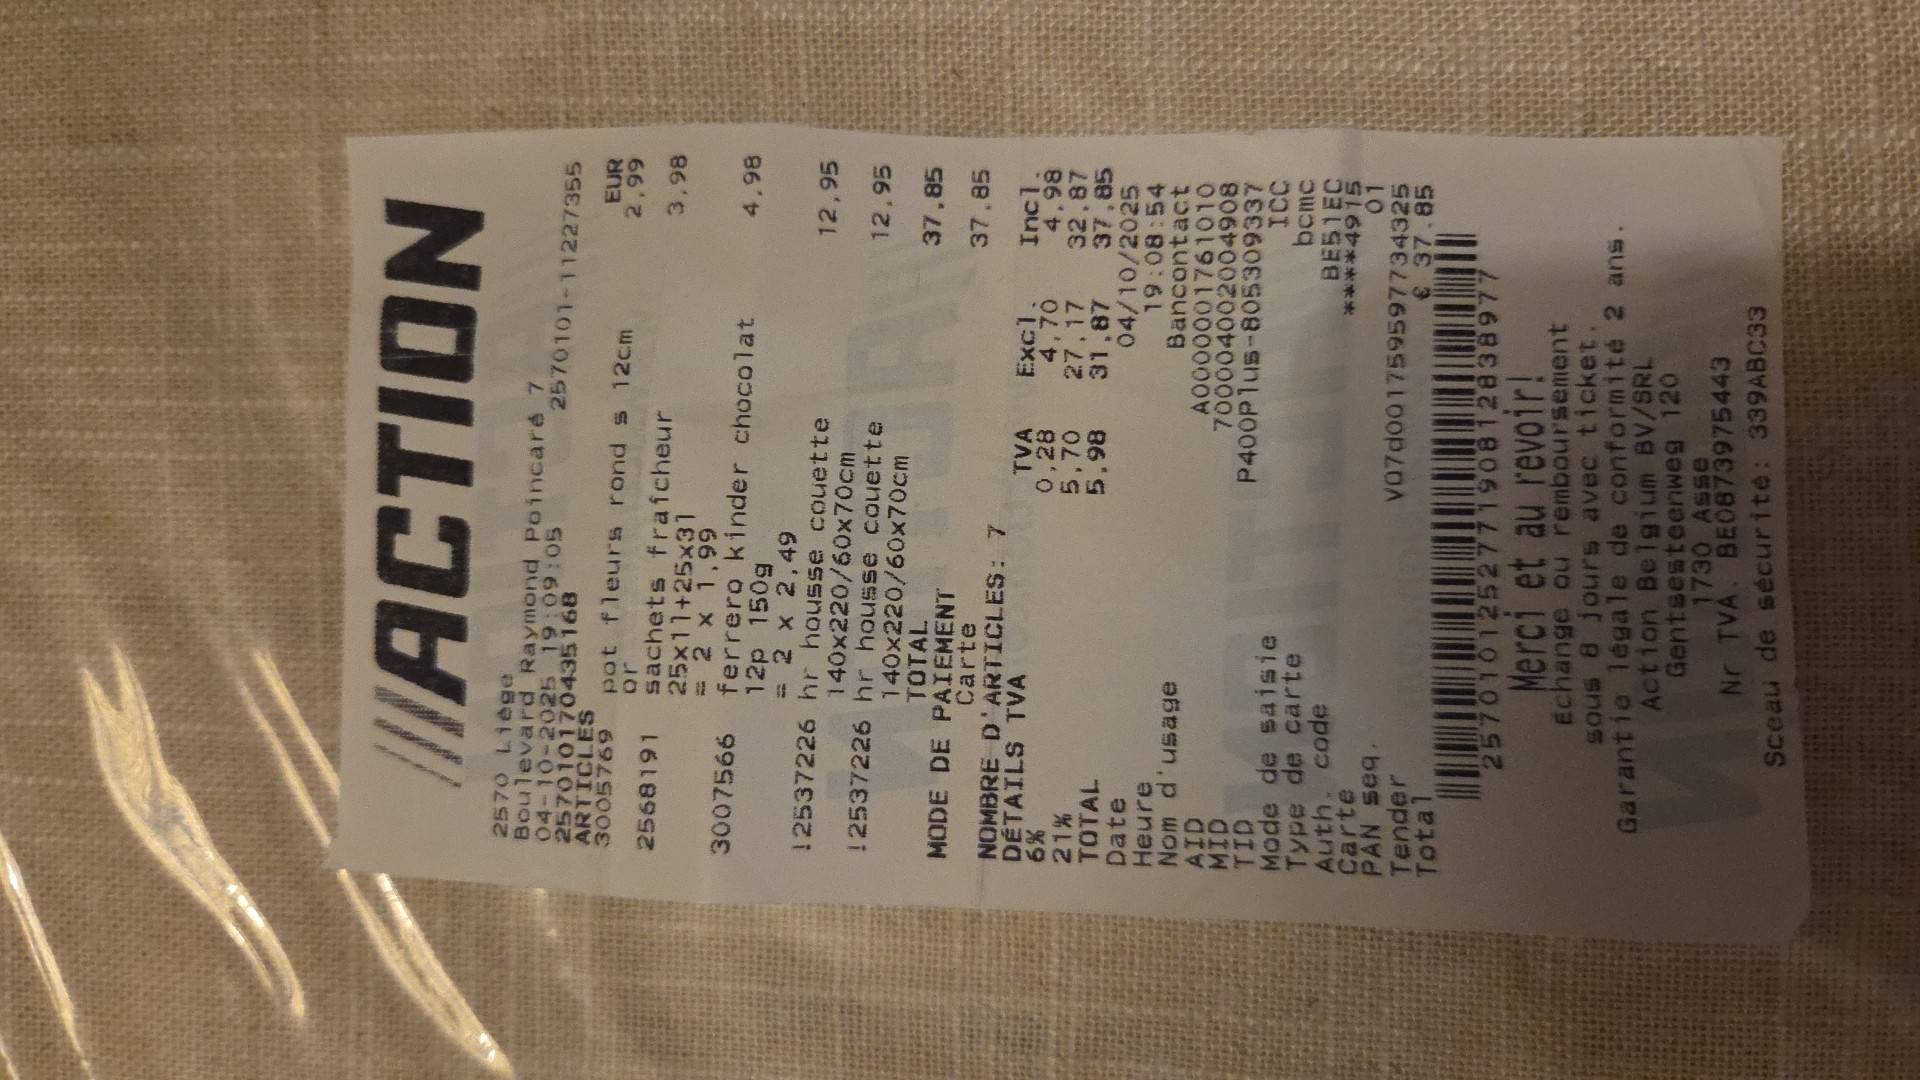 ///ACTION
2570 Liège
Boulevard Raymond Poincaré 7
04-10-2025 19:09:05 2570101-11227355
2570101704435168
ARTICLES EUR
3005769 pot fleurs rond s 12cm 2,99
or
2568191 sachets fraîcheur 3,98
25x11+25x31
= 2 x 1,99
3007566 ferrero kinder chocolat 4,98
12p 150g
= 2 x 2,49
!2537226 hr housse couette 12,95
140x220/60x70cm
!2537226 hr housse couette 12,95
140x220/60x70cm
TOTAL 37,85
MODE DE PAIEMENT
Carte 37,85
NOMBRE D'ARTICLES: 7
DÉTAILS TVA TVA Excl. Incl.
6% 0,28 4,70 4,98
21% 5,70 27,17 32,87
TOTAL 5,98 31,87 37,85
Date 04/10/2025
Heure 19:08:54
Nom d'usage Bancontact
AID
MID
TID P400Plus-805309337
Mode de saisie ICC
Type de carte bcmc
Auth. code BE51EC
Carte *****4915
PAN seq. 01
Tender V07d001759597734325
Total € 37.85
Merci et au revoir!
Échange ou remboursement
sous 8 jours avec ticket.
Garantie légale de conformité 2 ans.
Action Belgium BV/SRL
Gentsesteenweg 120
1730 Asse
Nr TVA. BE0873975443
Sceau de sécurité: 339ABC33